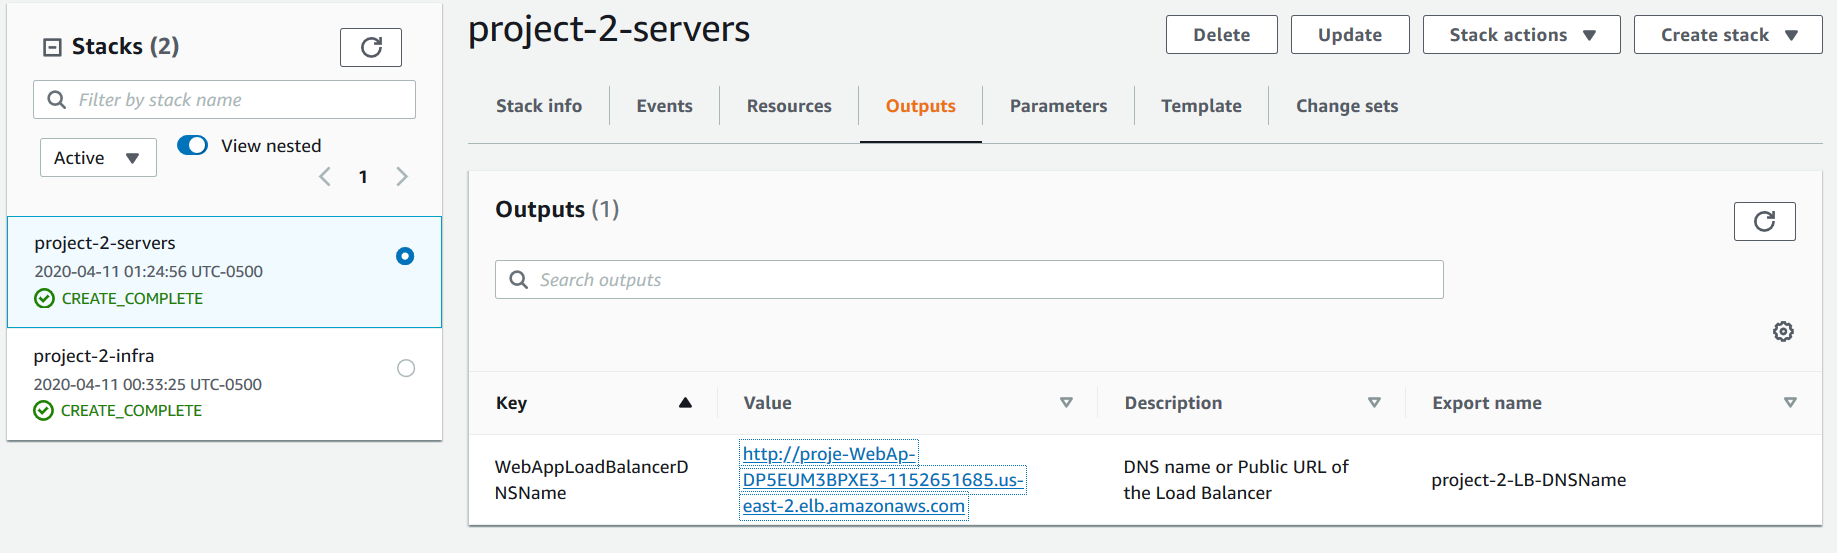 Stacks (2)
Filter by stack name
Active
View nested
1
project-2-servers
2020-04-11 01:24:56 UTC-0500
CREATE_COMPLETE
project-2-infra
2020-04-11 00:33:25 UTC-0500
CREATE_COMPLETE
project-2-servers
Delete
Update
Stack actions
Create stack
Stack info
Events
Resources
Outputs
Parameters
Template
Change sets
Outputs (1)
Search outputs
Key
Value
Description
Export name
WebAppLoadBalancerD
NSName
http://proje-WebAp-
DP5EUM3BPXE3-1152651685.us-
east-2.elb.amazonaws.com
DNS name or Public URL of
the Load Balancer
project-2-LB-DNSName